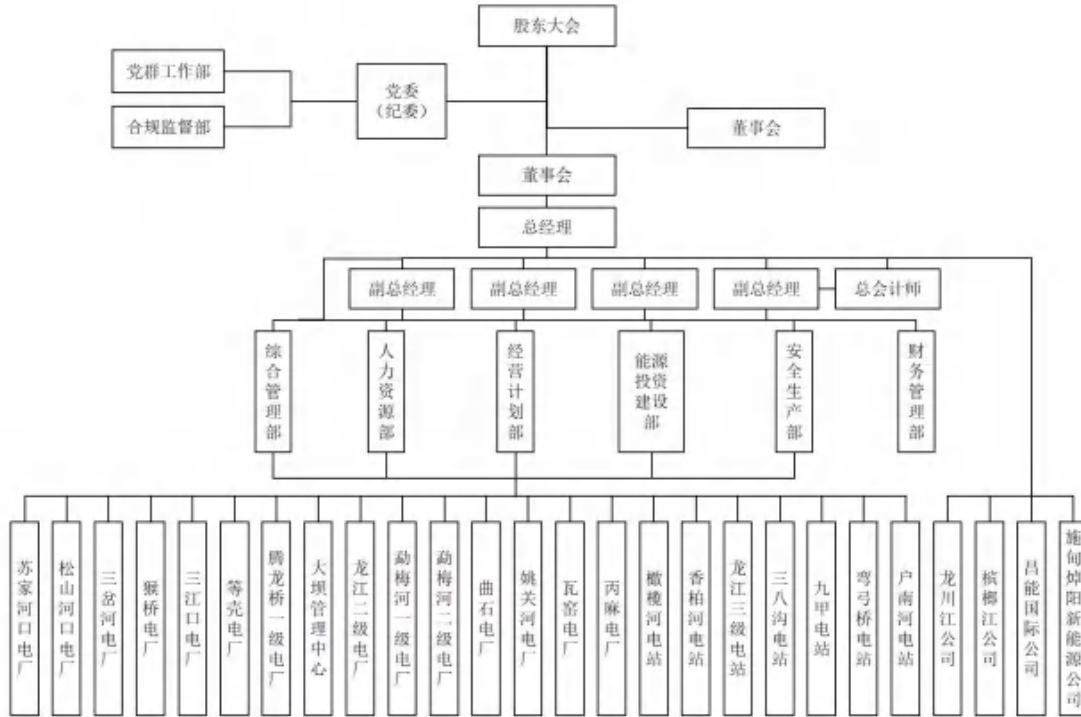 股东大会
党群工作部
党委
（纪委）
合规监督部
董事会
董事会
总经理
副总经理
副总经理
副总经理
副总经理
总会计师
综合管理部
人力资源部
经营计划部
能源投资建设部
安全生产部
财务管理部
苏家河口电厂
松山河口电厂
三岔河电厂
猴桥电厂
三江口电厂
等壳电厂
腾龙桥一级电厂
大坝管理中心
龙江二级电厂
勐梅河一级电厂
勐梅河二级电厂
曲石电厂
姚关河电厂
瓦窑电厂
丙麻电厂
橄榄河电站
香柏河电站
龙江三级电站
三八沟电站
九甲电站
弯弓桥电站
户南河电站
龙川江公司
槟榔江公司
昌能国际公司
施甸焯阳新能源公司